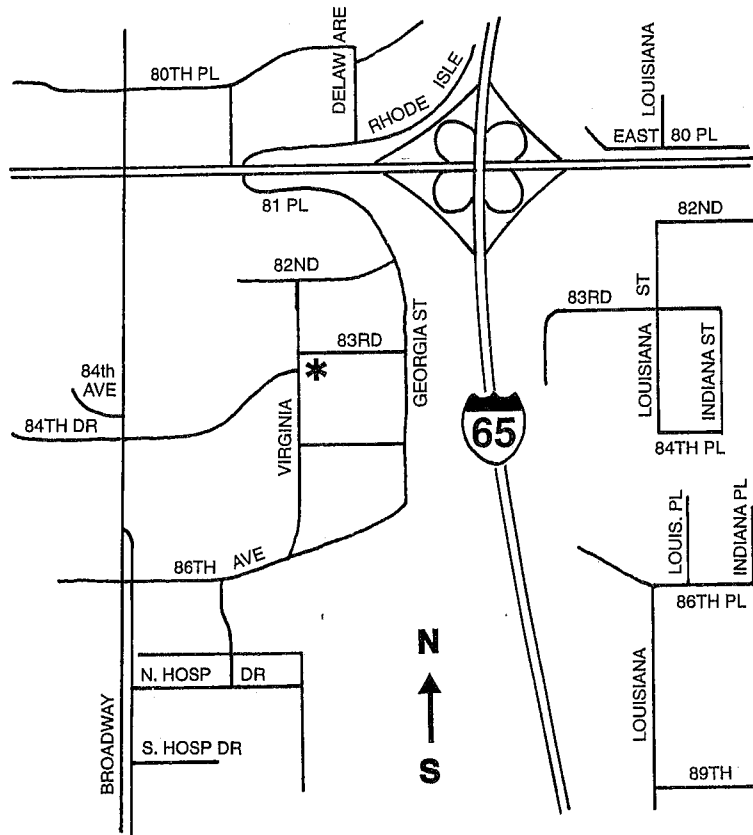 80TH PL
DELAWARE
RHODE ISLE
LOUISIANA
EAST 80 PL
81 PL
82ND
82ND
83RD
ST
83RD
GEORGIA ST
84th
AVE
84TH DR
VIRGINIA
LOUISIANA
INDIANA ST
65
84TH PL
86TH AVE
LOUIS. PL
INDIANA PL
86TH PL
N
N. HOSP DR
LOUISIANA
S. HOSP DR
BROADWAY
S
89TH